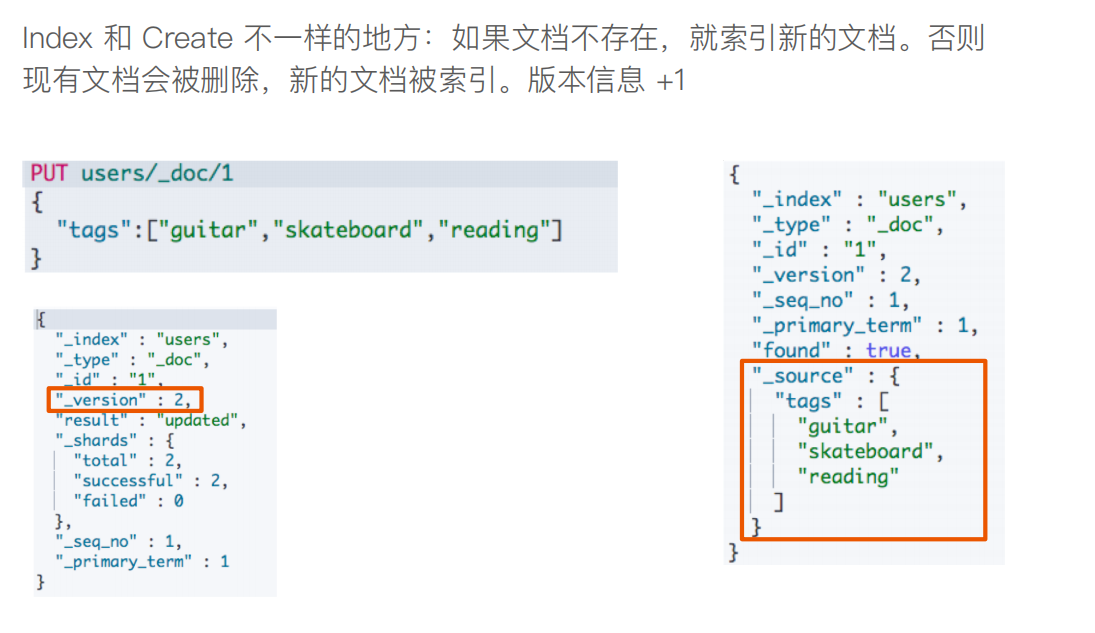 Index 和 Create 不一样的地方：如果文档不存在，就索引新的文档。否则
现有文档会被删除，新的文档被索引。版本信息 +1
PUT users/_doc/1
{
  "tags":["guitar","skateboard","reading"]
}
{
  "_index" : "users",
  "_type" : "_doc",
  "_id" : "1",
  "_version" : 2,
  "result" : "updated",
  "_shards" : {
    "total" : 2,
    "successful" : 2,
    "failed" : 0
  },
  "_seq_no" : 1,
  "_primary_term" : 1
}
{
  "_index" : "users",
  "_type" : "_doc",
  "_id" : "1",
  "_version" : 2,
  "_seq_no" : 1,
  "_primary_term" : 1,
  "found" : true,
  "_source" : {
    "tags" : [
      "guitar",
      "skateboard",
      "reading"
    ]
  }
}